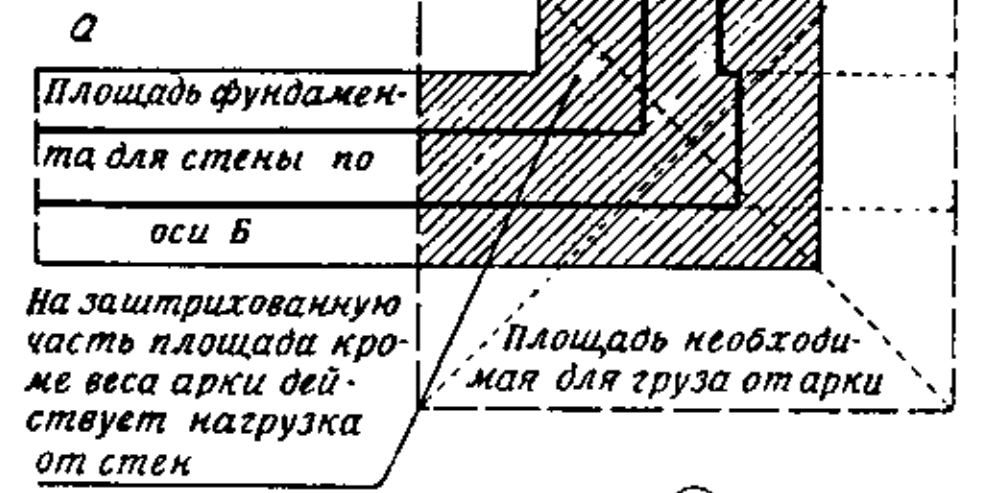 а
Площадь фундамен-
та для стены по
оси Б
На заштрихованную
часть площада кро-
ме веса арки дей-
ствует нагрузка
от стен
Площадь необходи-
мая для груза от арки